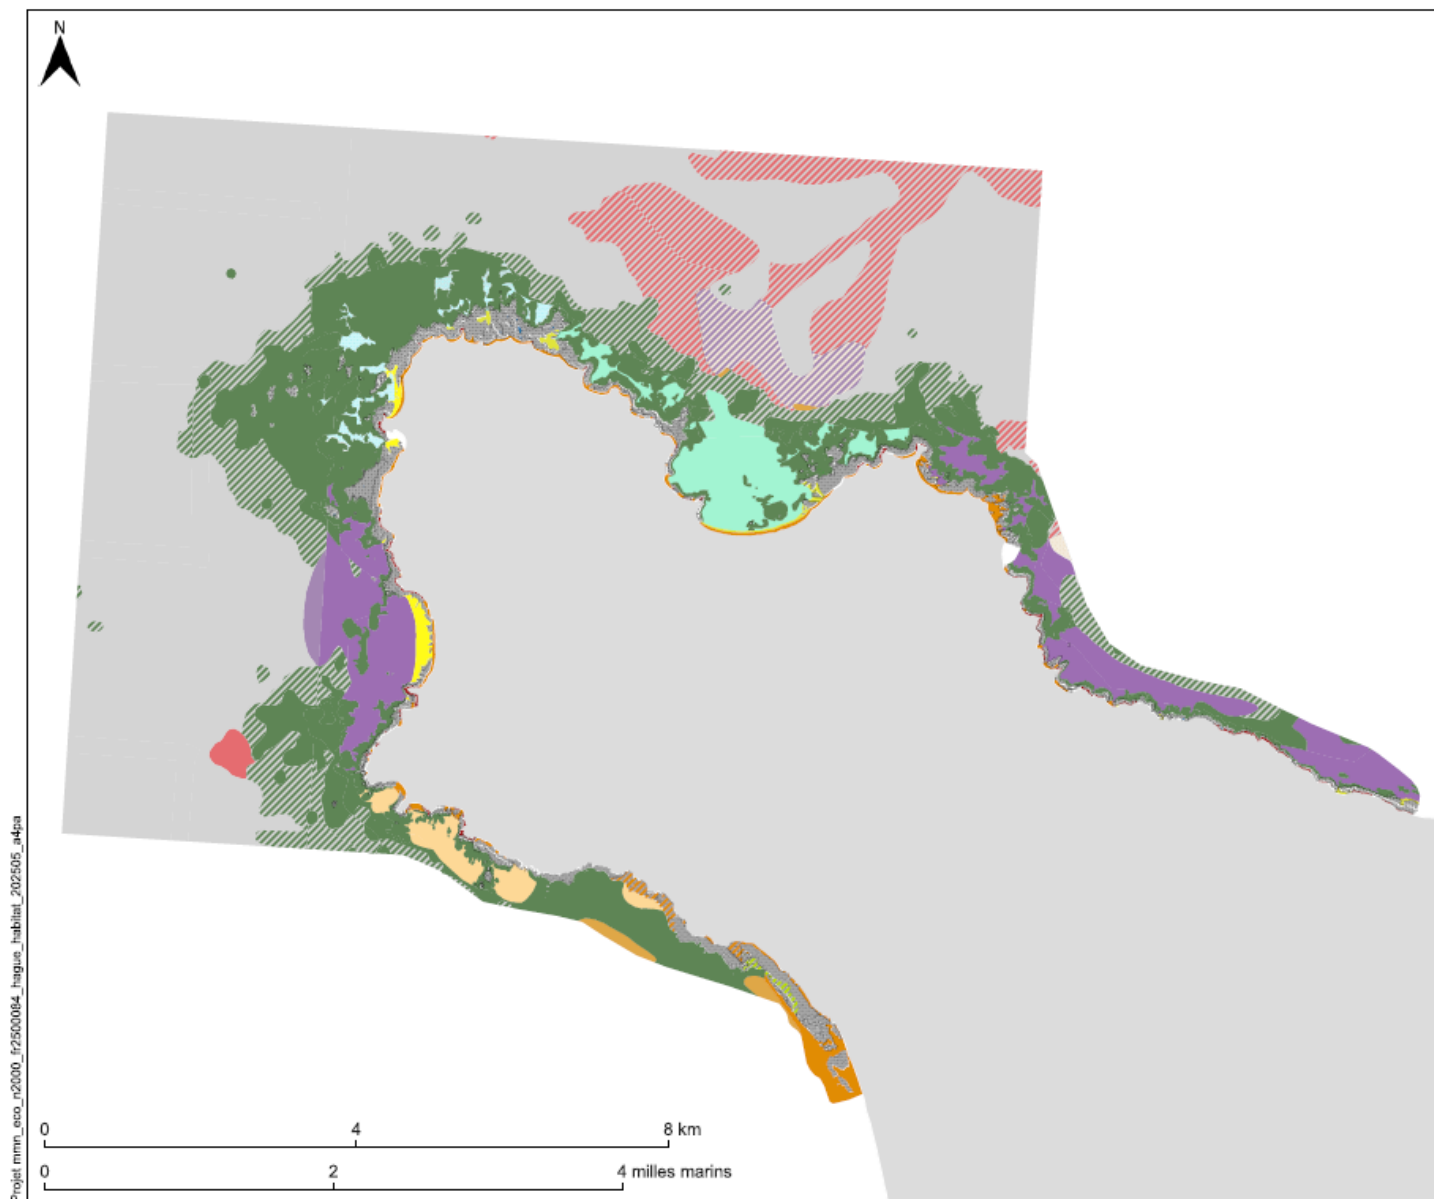 N
0 4 8 km
0 2 4 milles marins
Projet mmn_eco_n2000_fr2500084_hague_habitat_202505_a4pa